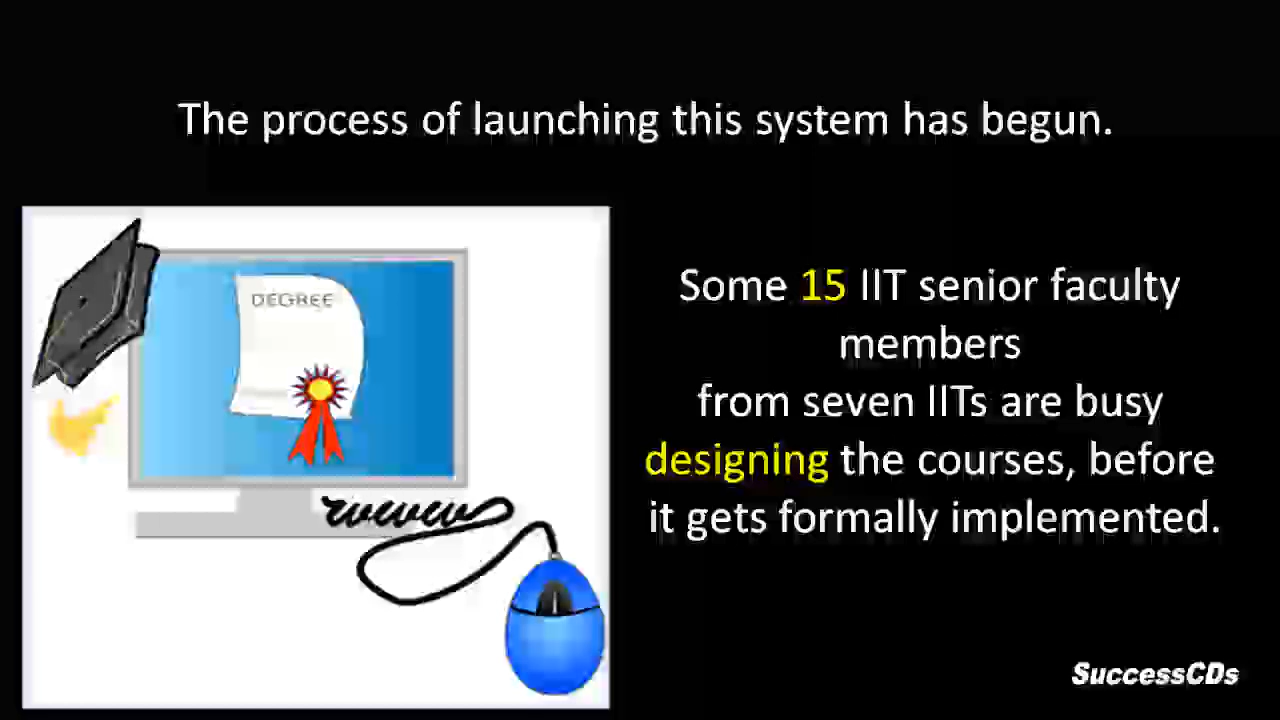 The process of launching this system has begun.
DEGREE
Some 15 IIT senior faculty
members
from seven IITs are busy
designing the courses, before
it gets formally implemented.
www
SuccessCDs